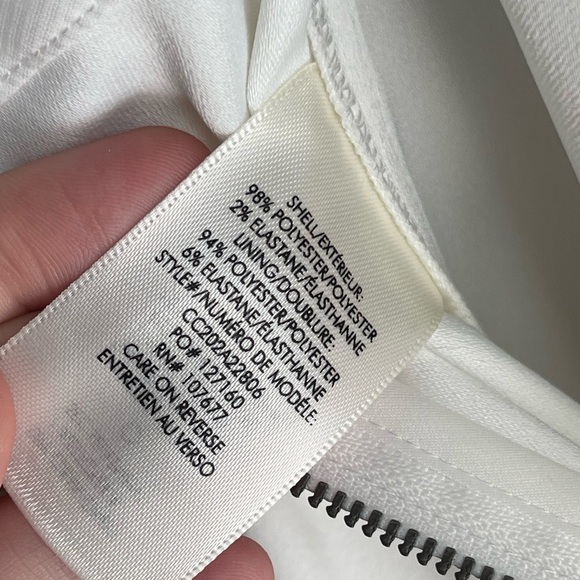 SHELL/EXTÉRIEUR:
98% POLYESTER/POLYESTER
2% ELASTANE/ÉLASTHANNE
LINING/DOUBLURE:
94% POLYESTER/POLYESTER
6% ELASTANE/ÉLASTHANNE
STYLE#/NUMÉRO DE MODÈLE:
CC202A22806
PO# 127160
RN# 107677
CARE ON REVERSE
ENTRETIEN AU VERSO